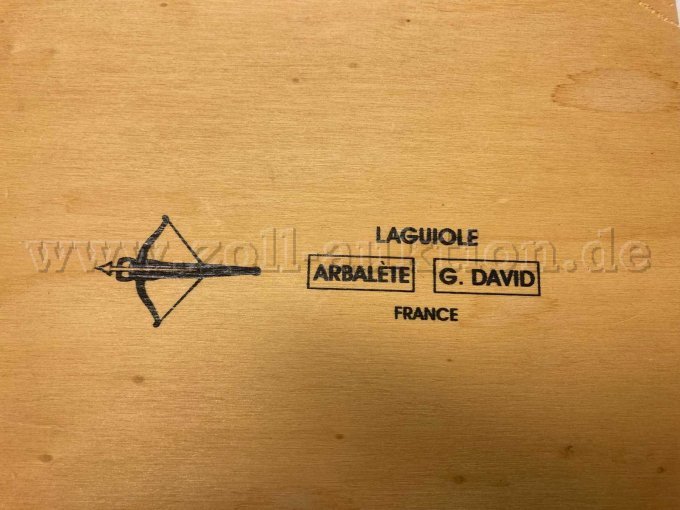 LAGUIOLE
ARBALÈTE G. DAVID
FRANCE
www.zoll-auktion.de